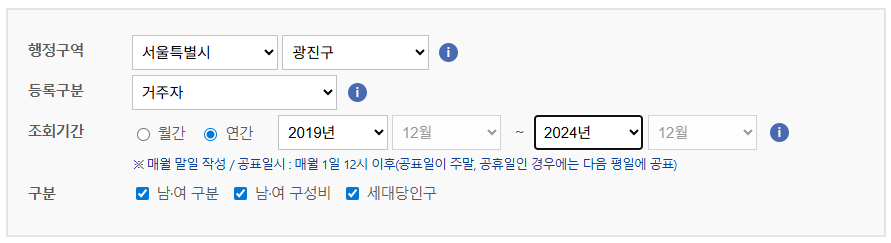 행정구역 서울특별시 광진구 i
등록구분 거주자 i
조회기간 월간 연간 2019년 12월 ~ 2024년 12월 i
※ 매월 말일 작성 / 공표일시 : 매월 1일 12시 이후(공표일이 주말, 공휴일인 경우에는 다음 평일에 공표)
구분 남·여 구분 남·여 구성비 세대당인구